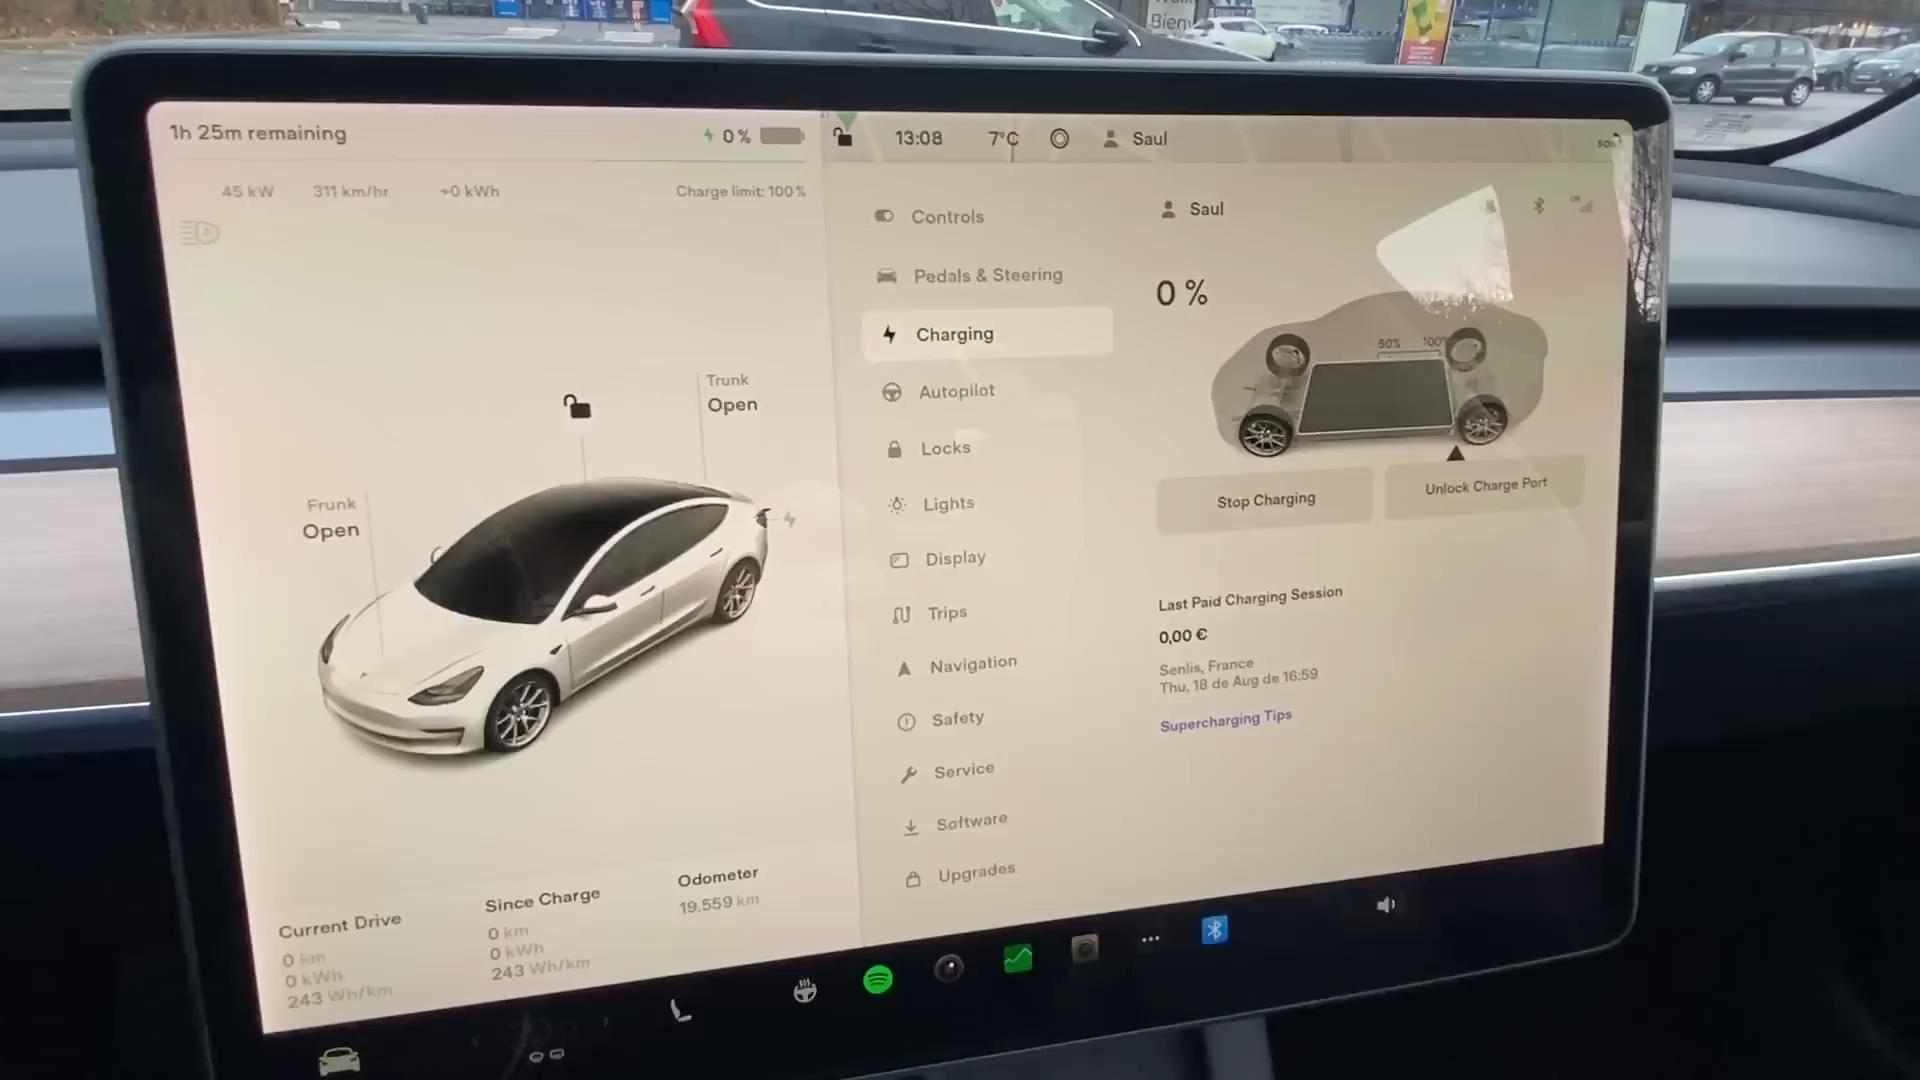 Bien
1h 25m remaining
0 %
13:08
7°C
Saul
45 kW
311 km/hr
+0 kWh
Charge limit: 100 %
Controls
Pedals & Steering
Charging
Autopilot
Locks
Lights
Display
Trips
Navigation
Safety
Service
Software
Upgrades
Saul
0 %
50%
100%
Stop Charging
Unlock Charge Port
Last Paid Charging Session
0,00 €
Senlis, France
Thu, 18 de Aug de 16:59
Supercharging Tips
Trunk
Open
Frunk
Open
Current Drive
0 km
0 kWh
243 Wh/km
Since Charge
0 km
0 kWh
243 Wh/km
Odometer
19.559 km